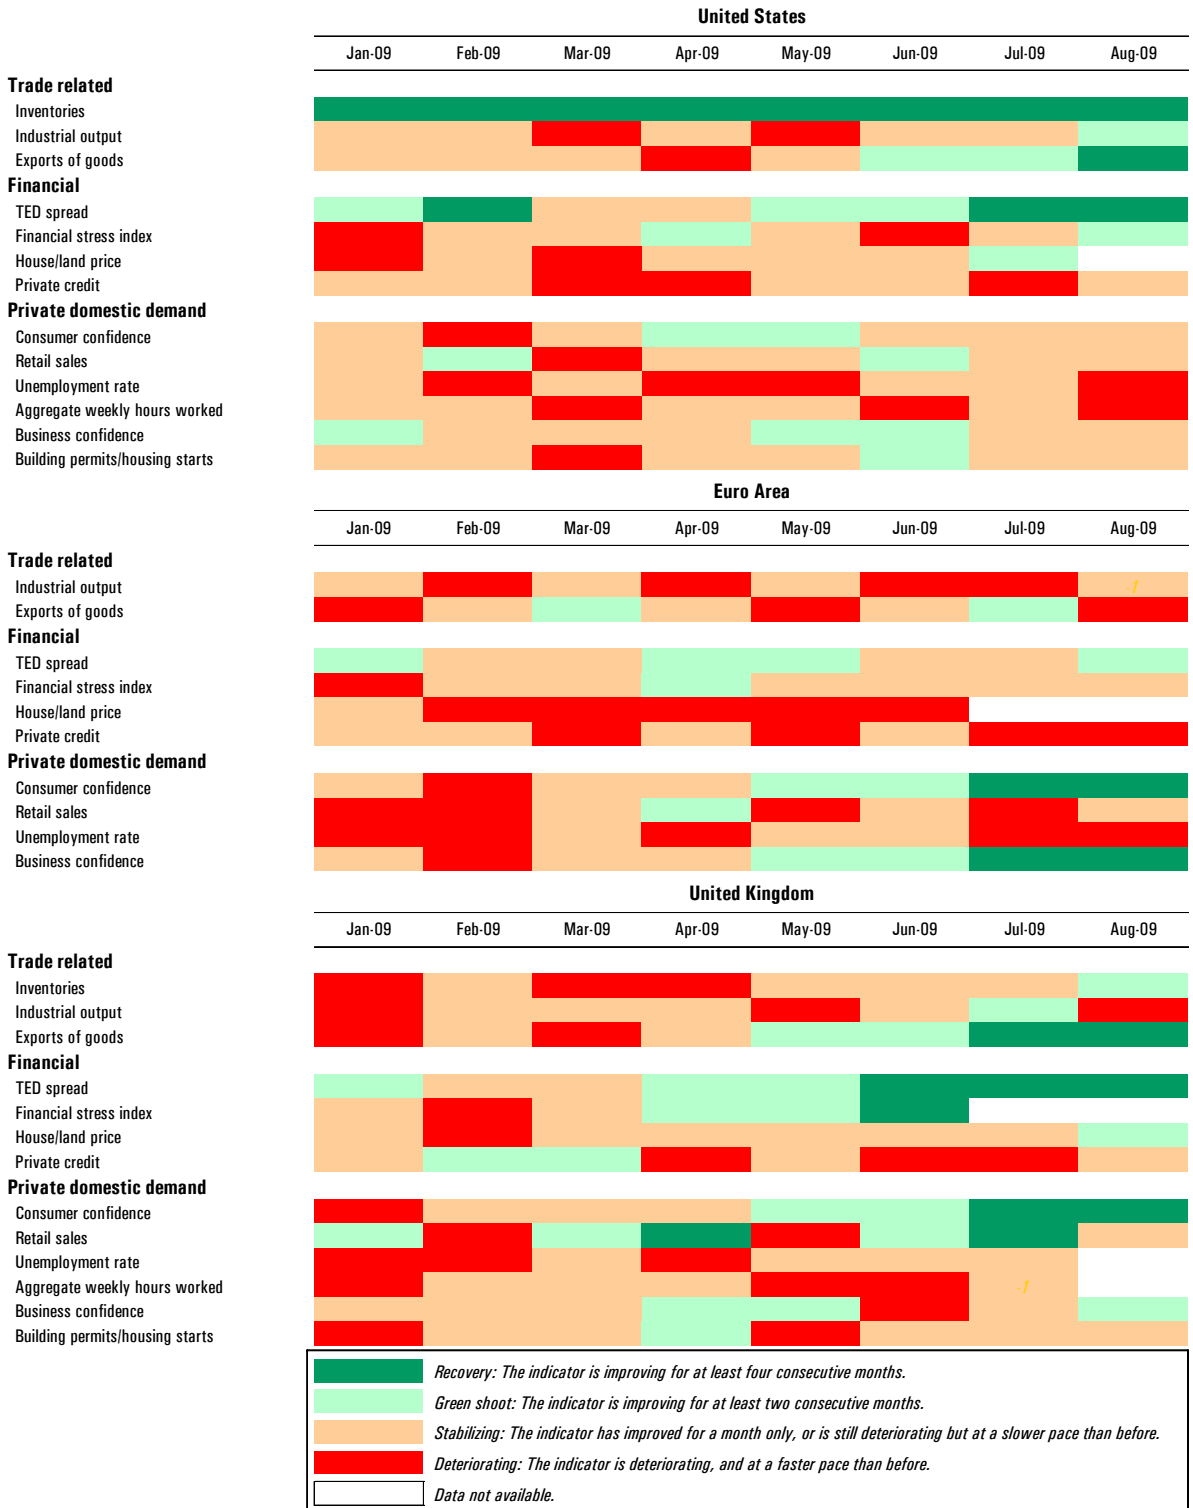 United States
Jan-09 Feb-09 Mar-09 Apr-09 May-09 Jun-09 Jul-09 Aug-09
Trade related
Inventories
Industrial output
Exports of goods
Financial
TED spread
Financial stress index
House/land price
Private credit
Private domestic demand
Consumer confidence
Retail sales
Unemployment rate
Aggregate weekly hours worked
Business confidence
Building permits/housing starts
Euro Area
Jan-09 Feb-09 Mar-09 Apr-09 May-09 Jun-09 Jul-09 Aug-09
Trade related
Industrial output -1
Exports of goods
Financial
TED spread
Financial stress index
House/land price
Private credit
Private domestic demand
Consumer confidence
Retail sales
Unemployment rate
Business confidence
United Kingdom
Jan-09 Feb-09 Mar-09 Apr-09 May-09 Jun-09 Jul-09 Aug-09
Trade related
Inventories
Industrial output
Exports of goods
Financial
TED spread
Financial stress index
House/land price
Private credit
Private domestic demand
Consumer confidence
Retail sales
Unemployment rate
Aggregate weekly hours worked -1
Business confidence
Building permits/housing starts
Recovery: The indicator is improving for at least four consecutive months.
Green shoot: The indicator is improving for at least two consecutive months.
Stabilizing: The indicator has improved for a month only, or is still deteriorating but at a slower pace than before.
Deteriorating: The indicator is deteriorating, and at a faster pace than before.
Data not available.